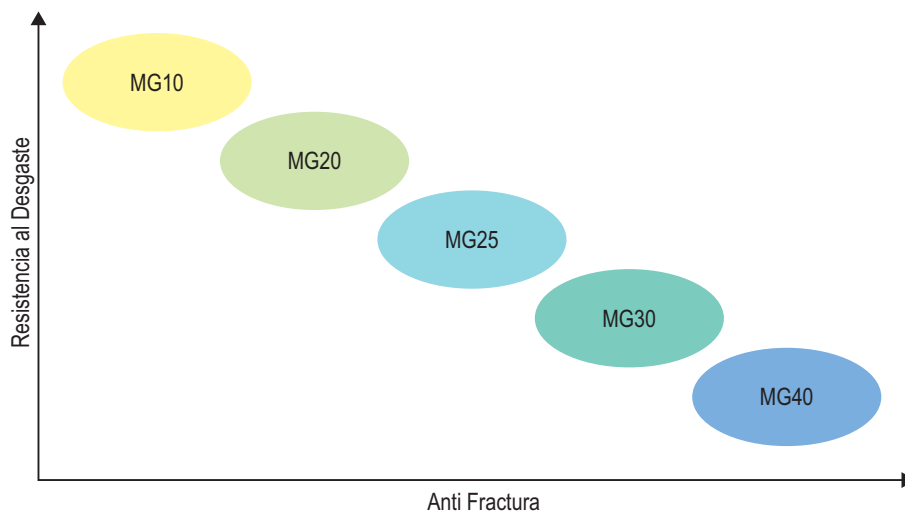 MG10
MG20
MG25
MG30
MG40
Resistencia al Desgaste
Anti Fractura